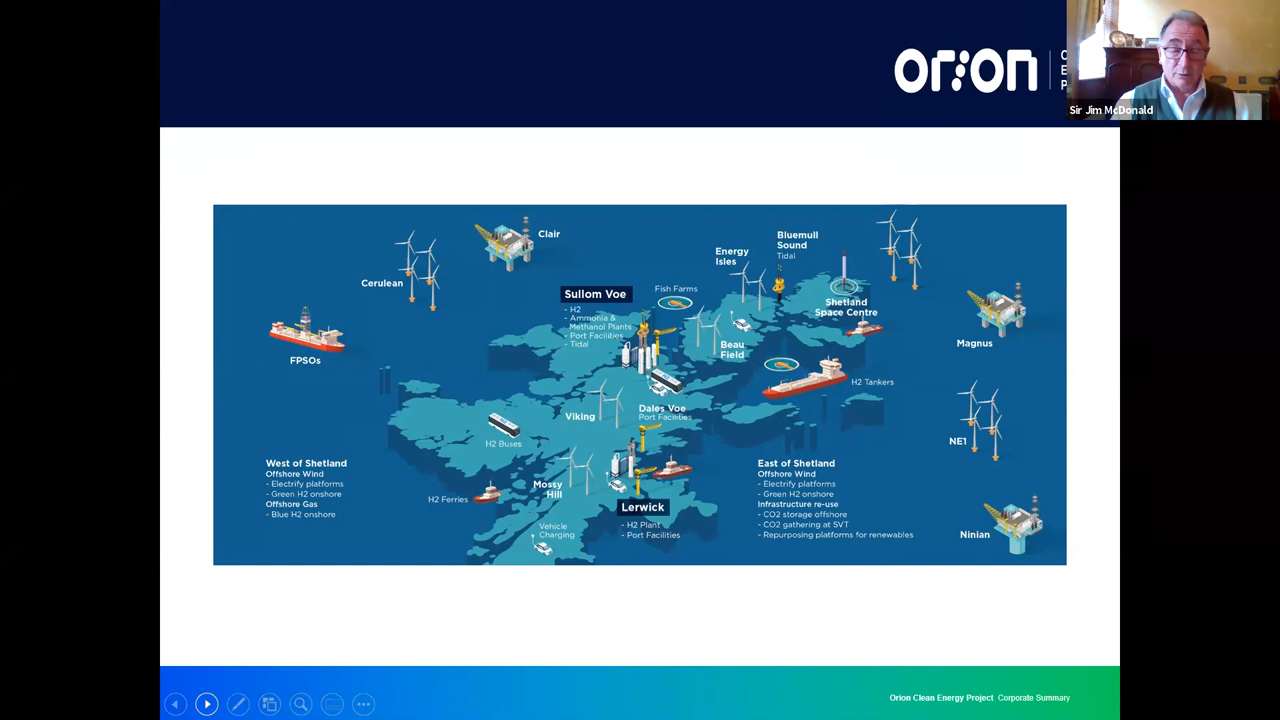 orion
O
E
P
Sir Jim McDonald
Clair
Cerulean
FPSOs
Sullom Voe
- H2
- Ammonia &
Methanol Plants
- Port Facilities
- Tidal
Fish Farms
Energy
Isles
Bluemull
Sound
Tidal
Shetland
Space Centre
Magnus
Beau
Field
H2 Tankers
Viking
Dales Voe
Port Facilities
H2 Buses
NE1
West of Shetland
Offshore Wind
- Electrify platforms
- Green H2 onshore
Offshore Gas
- Blue H2 onshore
H2 Ferries
Mossy
Hill
Lerwick
- H2 Plant
- Port Facilities
Vehicle
Charging
East of Shetland
Offshore Wind
- Electrify platforms
- Green H2 onshore
Infrastructure re-use
- CO2 storage offshore
- CO2 gathering at SVT
- Repurposing platforms for renewables
Ninian
Orion Clean Energy Project Corporate Summary